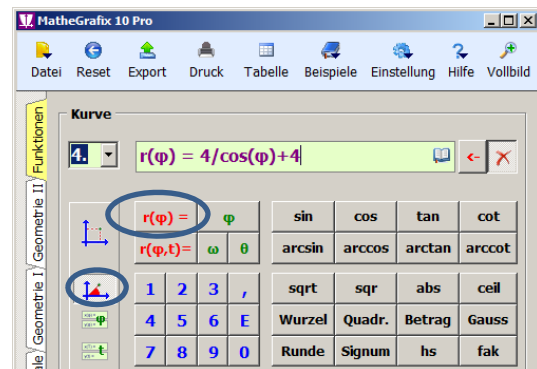 MatheGrafix 10 Pro
Datei Reset Export Druck Tabelle Beispiele Einstellung Hilfe Vollbild
Funktionen
Geometrie II
Geometrie I
Kurve
4. r(φ) = 4/cos(φ)+4 <-
r(φ) = φ sin cos tan cot
r(φ,t)= ω θ arcsin arccos arctan arccot
1 2 3 , sqrt sqr abs ceil
φ 4 5 6 E Wurzel Quadr. Betrag Gauss
t 7 8 9 0 Runde Signum hs fak